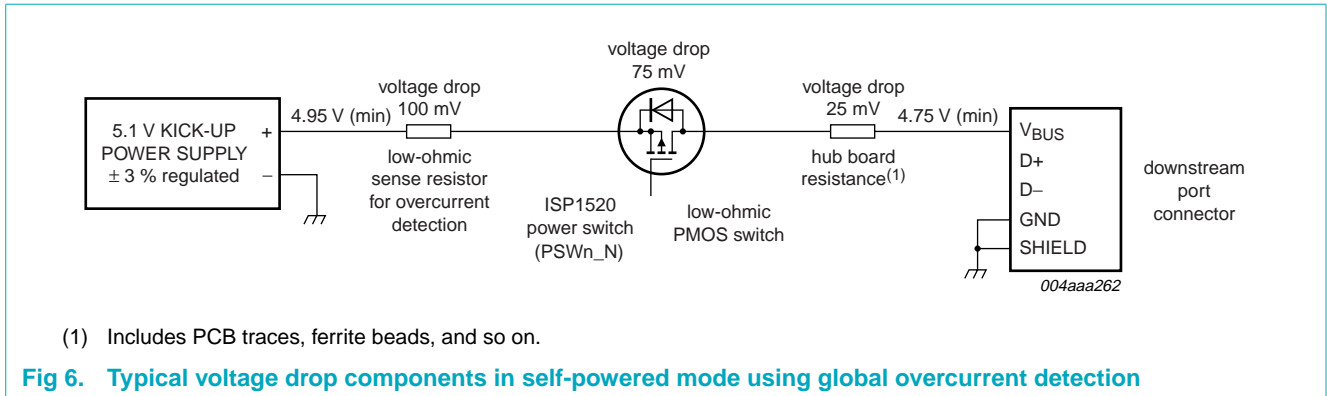 voltage drop
75 mV
voltage drop
100 mV
voltage drop
25 mV
4.95 V (min)
4.75 V (min)
5.1 V KICK-UP
POWER SUPPLY
± 3 % regulated
+
−
low-ohmic
sense resistor
for overcurrent
detection
ISP1520
power switch
(PSWn_N)
low-ohmic
PMOS switch
hub board
resistance(1)
VBUS
D+
D−
GND
SHIELD
downstream
port
connector
004aaa262
(1) Includes PCB traces, ferrite beads, and so on.
Fig 6. Typical voltage drop components in self-powered mode using global overcurrent detection